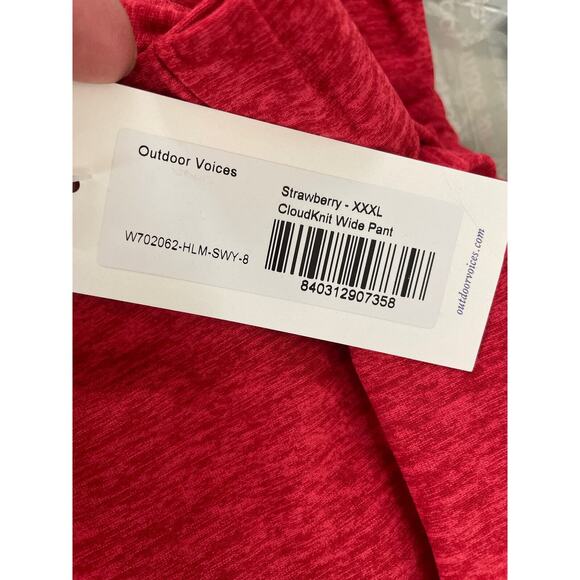 Outdoor Voices
Strawberry - XXXL
CloudKnit Wide Pant
W702062-HLM-SWY-8
840312907358
outdoorvoices.com